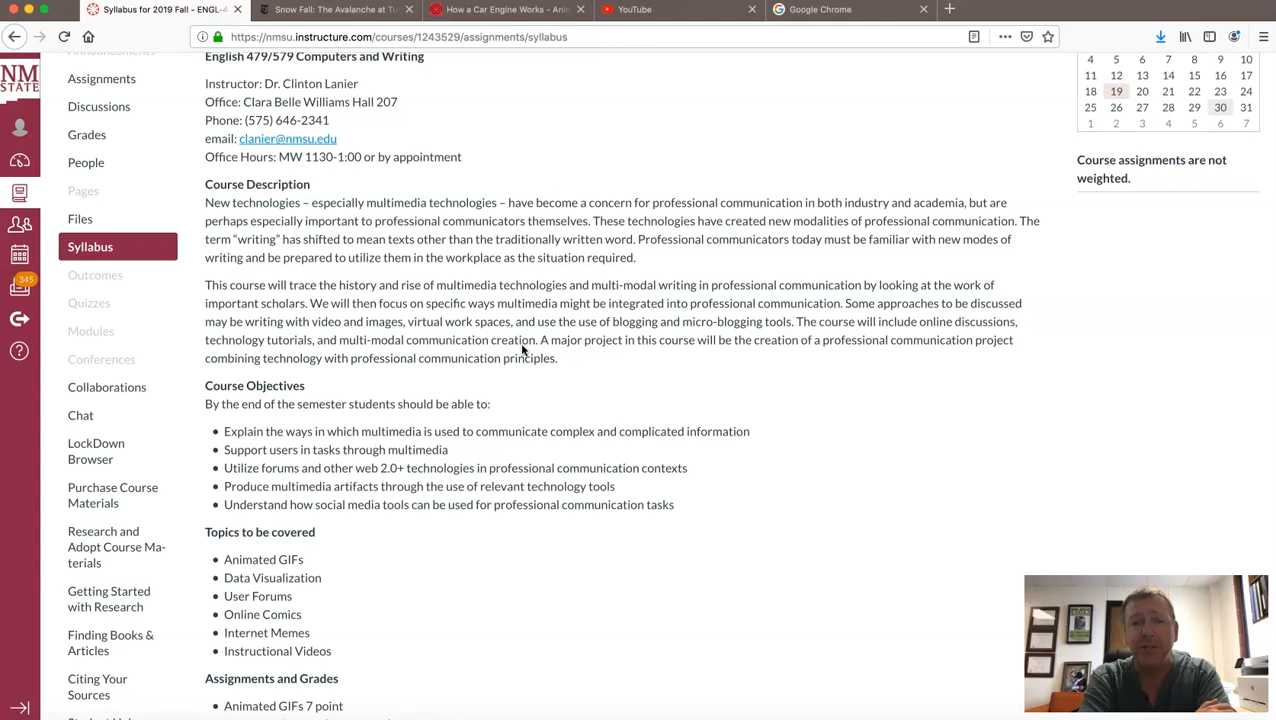 Syllabus for 2019 Fall - ENGL-4
Snow Fall: The Avalanche at Tu
How a Car Engine Works - Ani
YouTube
Google Chrome
https://nmsu.instructure.com/courses/1243529/assignments/syllabus
NM
STATE
345
Announcements
Assignments
Discussions
Grades
People
Pages
Files
Syllabus
Outcomes
Quizzes
Modules
Conferences
Collaborations
Chat
LockDown
Browser
Purchase Course
Materials
Research and
Adopt Course Ma-
terials
Getting Started
with Research
Finding Books &
Articles
Citing Your
Sources
English 479/579 Computers and Writing
Instructor: Dr. Clinton Lanier
Office: Clara Belle Williams Hall 207
Phone: (575) 646-2341
email: clanier@nmsu.edu
Office Hours: MW 1130-1:00 or by appointment
Course Description
New technologies – especially multimedia technologies – have become a concern for professional communication in both industry and academia, but are
perhaps especially important to professional communicators themselves. These technologies have created new modalities of professional communication. The
term “writing” has shifted to mean texts other than the traditionally written word. Professional communicators today must be familiar with new modes of
writing and be prepared to utilize them in the workplace as the situation required.
This course will trace the history and rise of multimedia technologies and multi-modal writing in professional communication by looking at the work of
important scholars. We will then focus on specific ways multimedia might be integrated into professional communication. Some approaches to be discussed
may be writing with video and images, virtual work spaces, and use the use of blogging and micro-blogging tools. The course will include online discussions,
technology tutorials, and multi-modal communication creation. A major project in this course will be the creation of a professional communication project
combining technology with professional communication principles.
Course Objectives
By the end of the semester students should be able to:
• Explain the ways in which multimedia is used to communicate complex and complicated information
• Support users in tasks through multimedia
• Utilize forums and other web 2.0+ technologies in professional communication contexts
• Produce multimedia artifacts through the use of relevant technology tools
• Understand how social media tools can be used for professional communication tasks
Topics to be covered
• Animated GIFs
• Data Visualization
• User Forums
• Online Comics
• Internet Memes
• Instructional Videos
Assignments and Grades
• Animated GIFs 7 point
4 5 6 7 8 9 10
11 12 13 14 15 16 17
18 19 20 21 22 23 24
25 26 27 28 29 30 31
1 2 3 4 5 6 7
Course assignments are not
weighted.